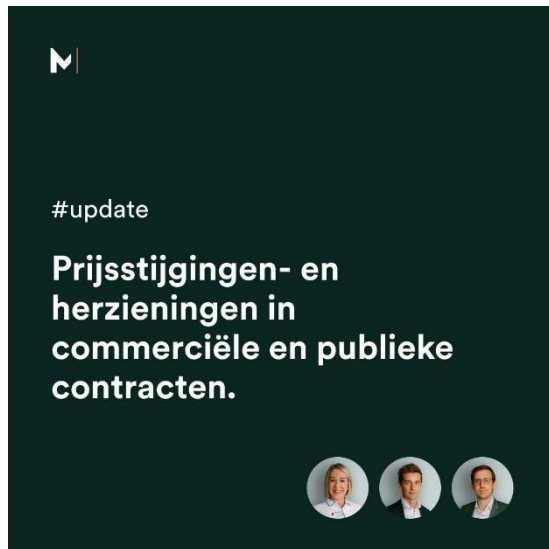 M
#update
Prijsstijgingen- en
herzieningen in
commerciële en publieke
contracten.